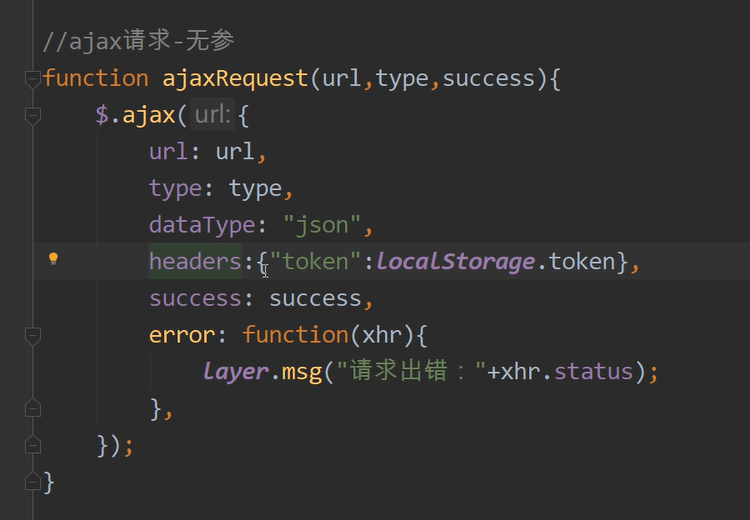 //ajax请求-无参
function ajaxRequest(url,type,success){
    $.ajax( url: {
        url: url,
        type: type,
        dataType: "json",
        headers:{"token":localStorage.token},
        success: success,
        error: function(xhr){
            layer.msg("请求出错："+xhr.status);
        },
    });
}